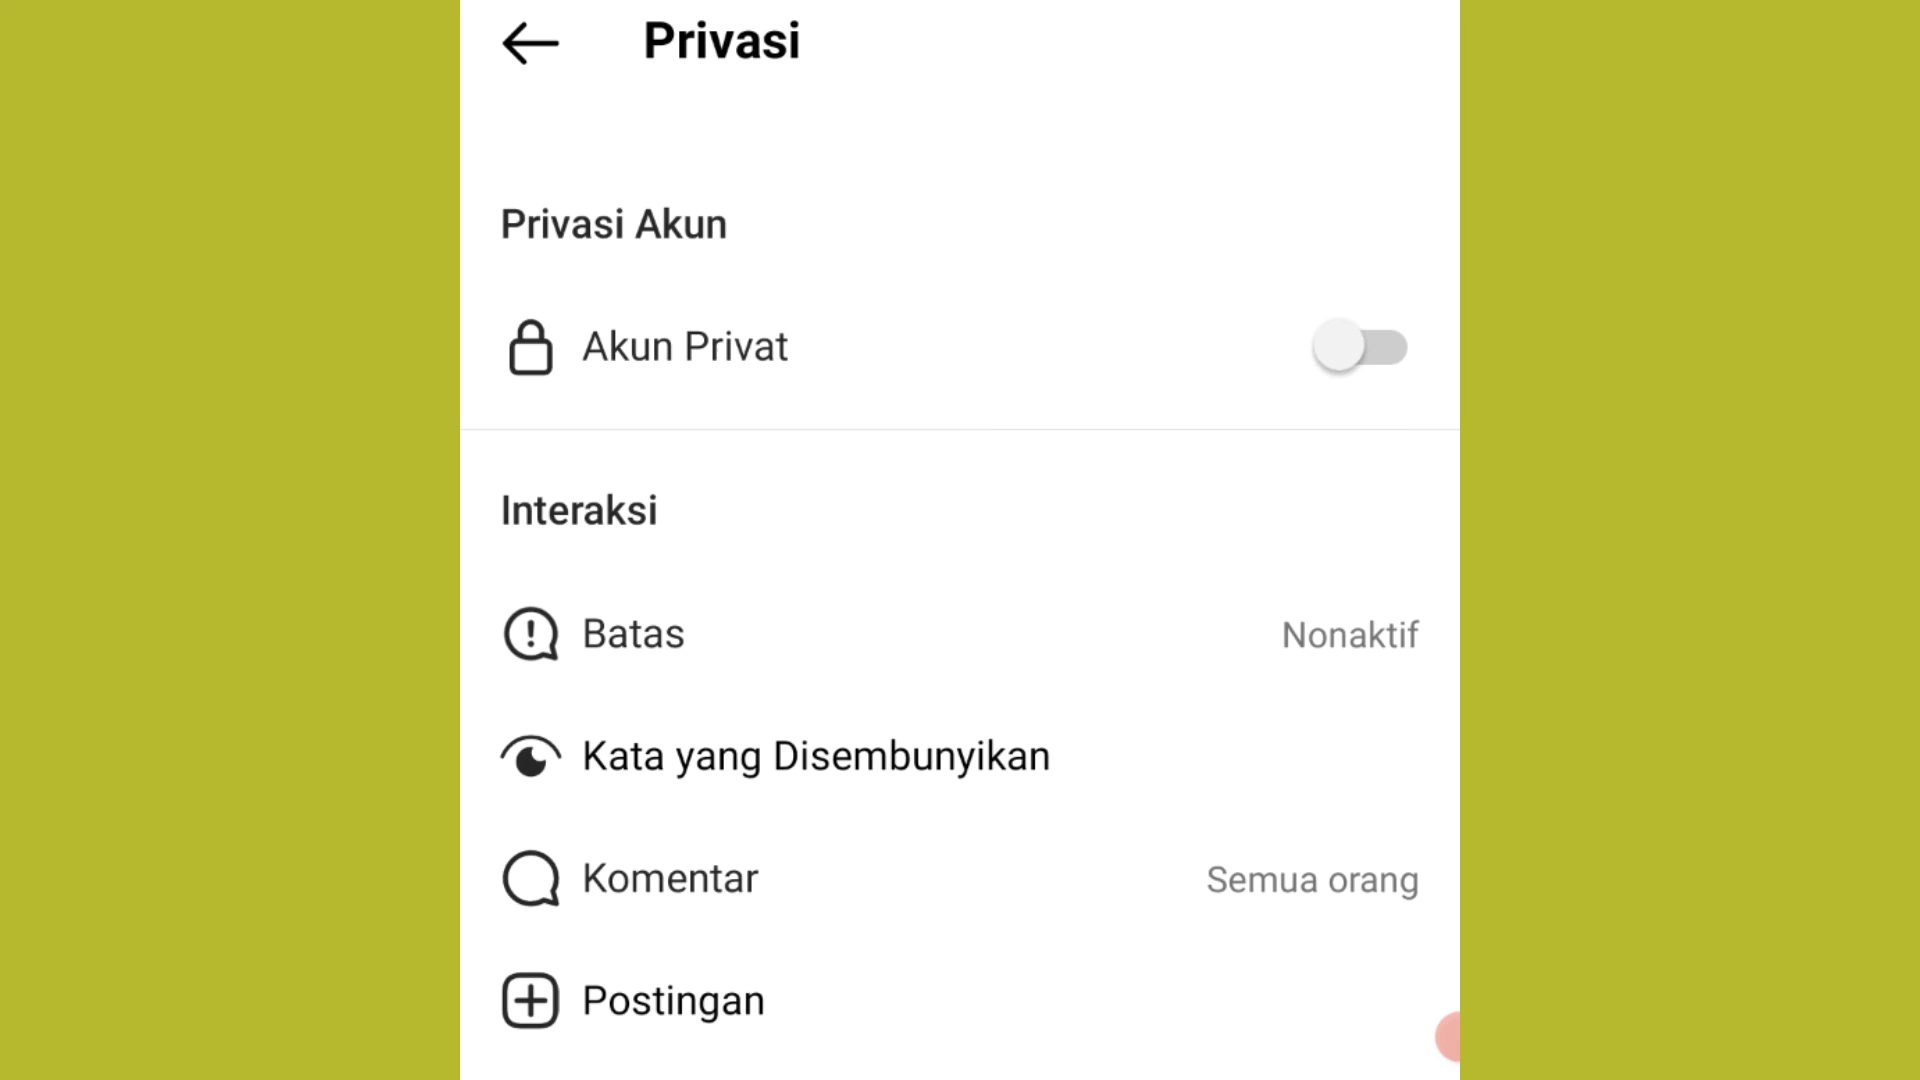 Privasi
Privasi Akun
Akun Privat
Interaksi
Batas Nonaktif
Kata yang Disembunyikan
Komentar Semua orang
Postingan